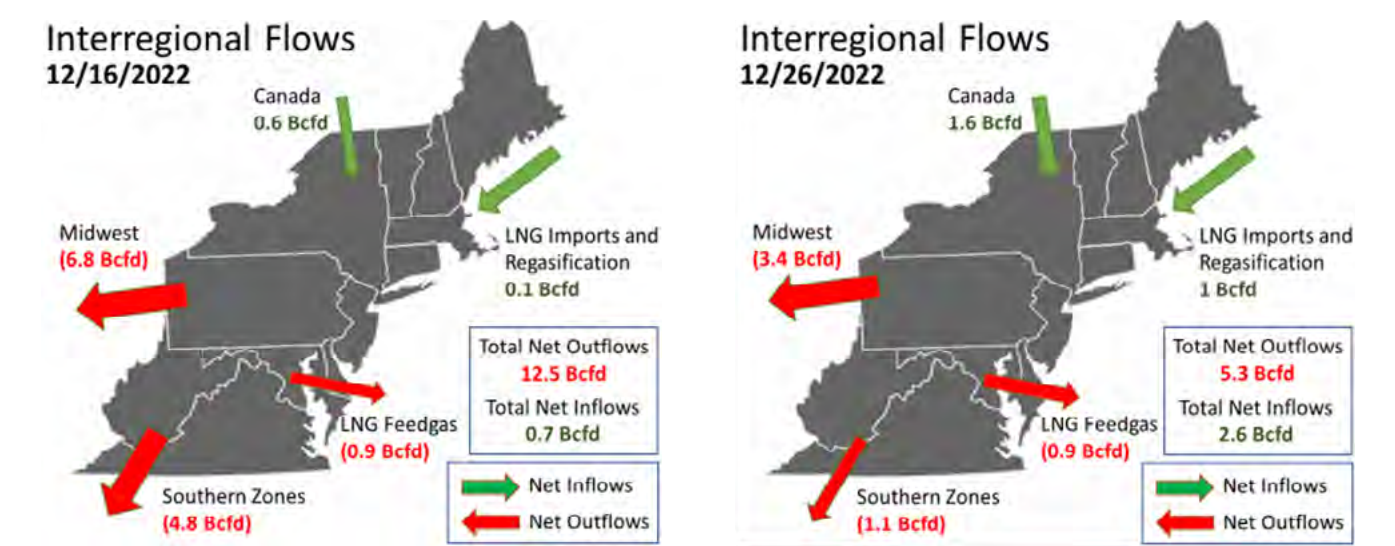 Interregional Flows
12/16/2022
Canada
0.6 Bcfd
Midwest
(6.8 Bcfd)
LNG Imports and
Regasification
0.1 Bcfd
Total Net Outflows
12.5 Bcfd
Total Net Inflows
0.7 Bcfd
LNG Feedgas
(0.9 Bcfd)
Southern Zones
(4.8 Bcfd)
Net Inflows
Net Outflows
Interregional Flows
12/26/2022
Canada
1.6 Bcfd
Midwest
(3.4 Bcfd)
LNG Imports and
Regasification
1 Bcfd
Total Net Outflows
5.3 Bcfd
Total Net Inflows
2.6 Bcfd
LNG Feedgas
(0.9 Bcfd)
Southern Zones
(1.1 Bcfd)
Net Inflows
Net Outflows